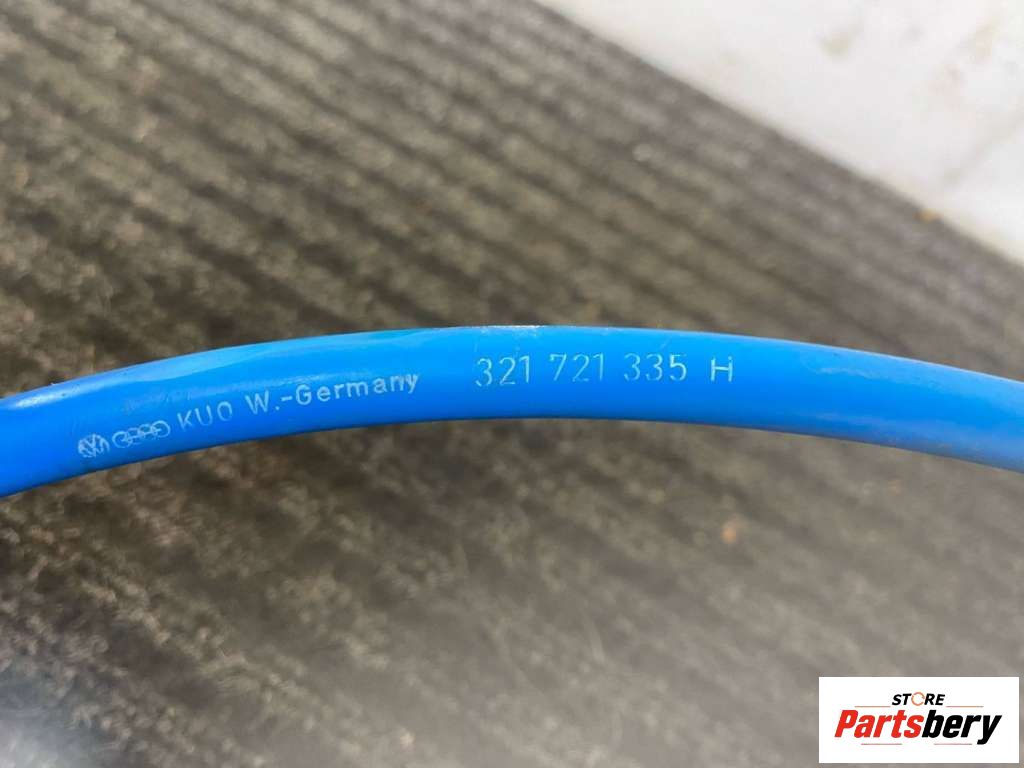 KUO W.-Germany 321 721 335 H
STORE
Partsbery